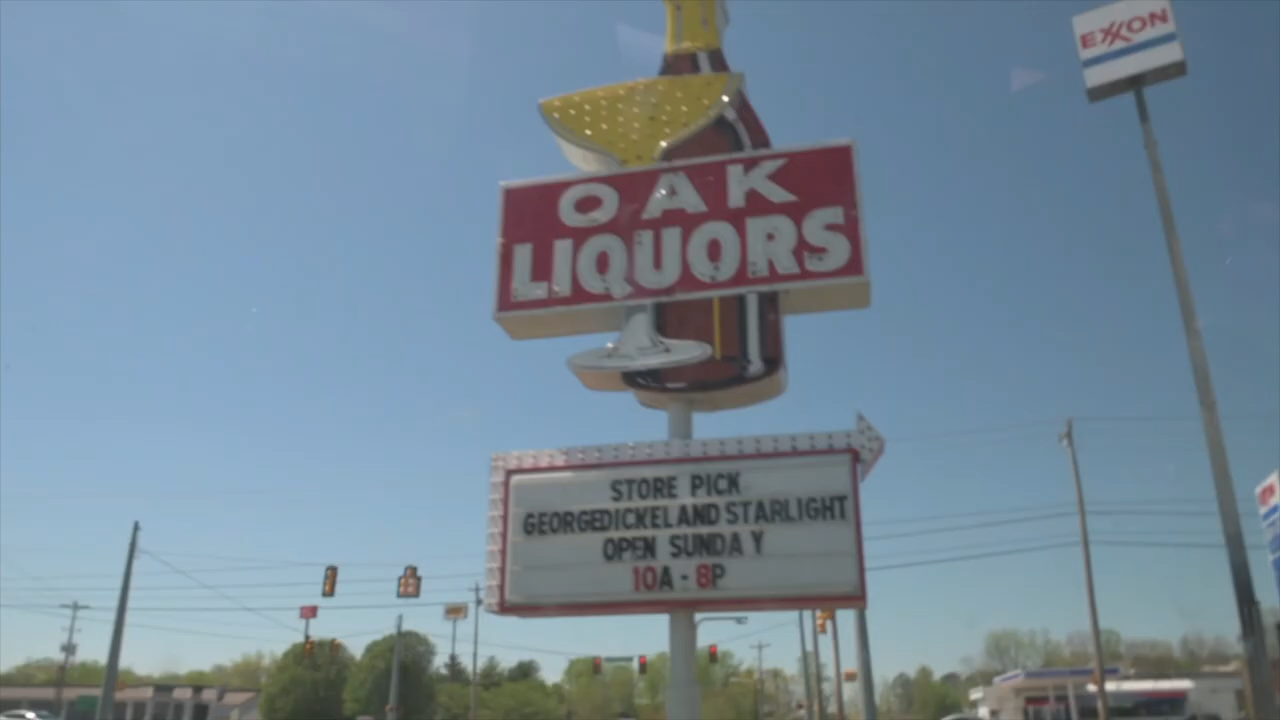 EXXON
OAK
LIQUORS
STORE PICK
GEORGEDICKELANDSTARLIGHT
OPEN SUNDAY
10A - 8P